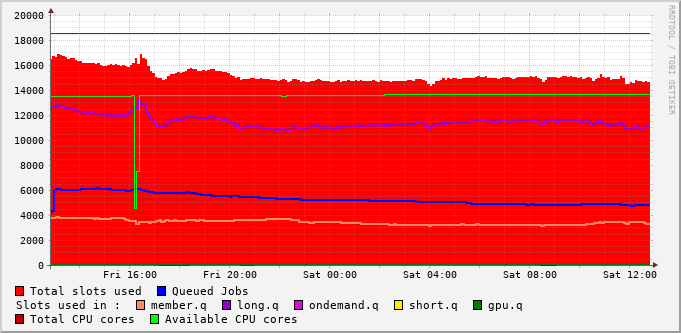 20000
18000
16000
14000
12000
10000
8000
6000
4000
2000
0
Fri 16:00 Fri 20:00 Sat 00:00 Sat 04:00 Sat 08:00 Sat 12:00
Total slots used Queued Jobs
Slots used in : member.q long.q ondemand.q short.q gpu.q
Total CPU cores Available CPU cores
RRDTOOL / TOBI OETIKER